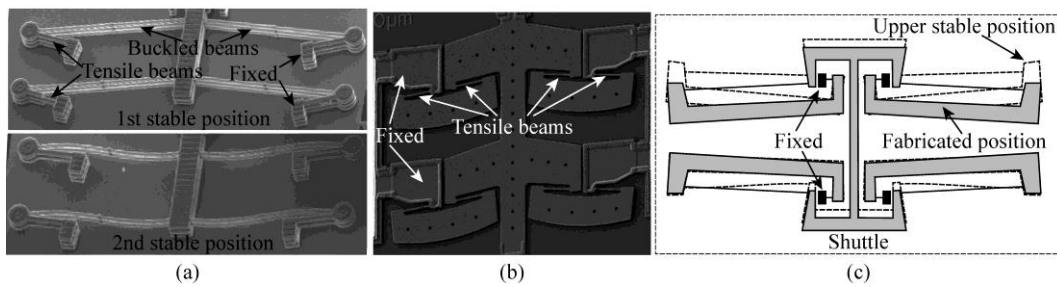 Buckled beams
Tensile beams
Fixed
1st stable position
2nd stable position
(a)
0μm
Fixed
Tensile beams
(b)
Upper stable position
Fixed
Fabricated position
Shuttle
(c)